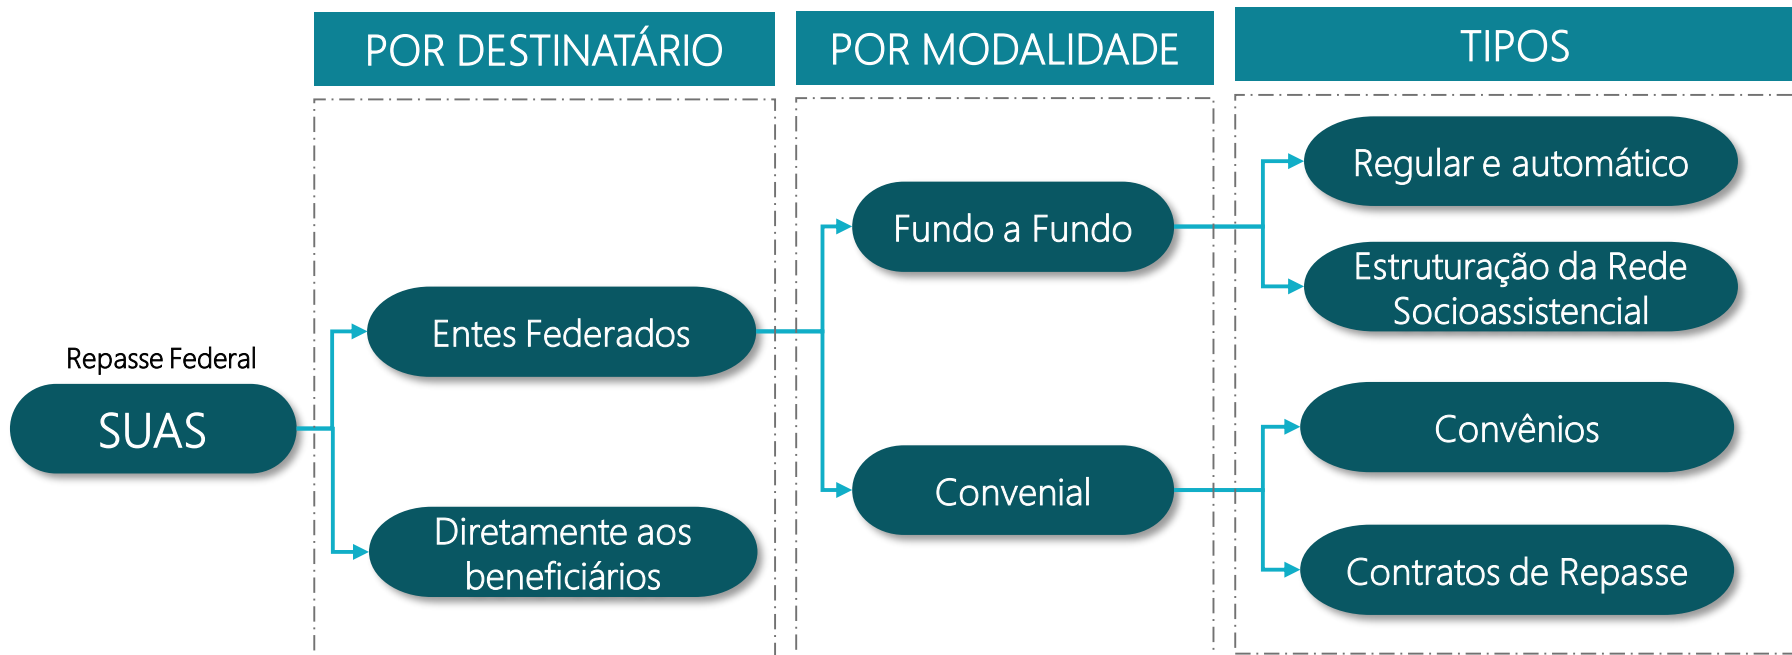 POR DESTINATÁRIO
POR MODALIDADE
TIPOS
Repasse Federal
SUAS
Entes Federados
Diretamente aos
beneficiários
Fundo a Fundo
Convenial
Regular e automático
Estruturação da Rede
Socioassistencial
Convênios
Contratos de Repasse